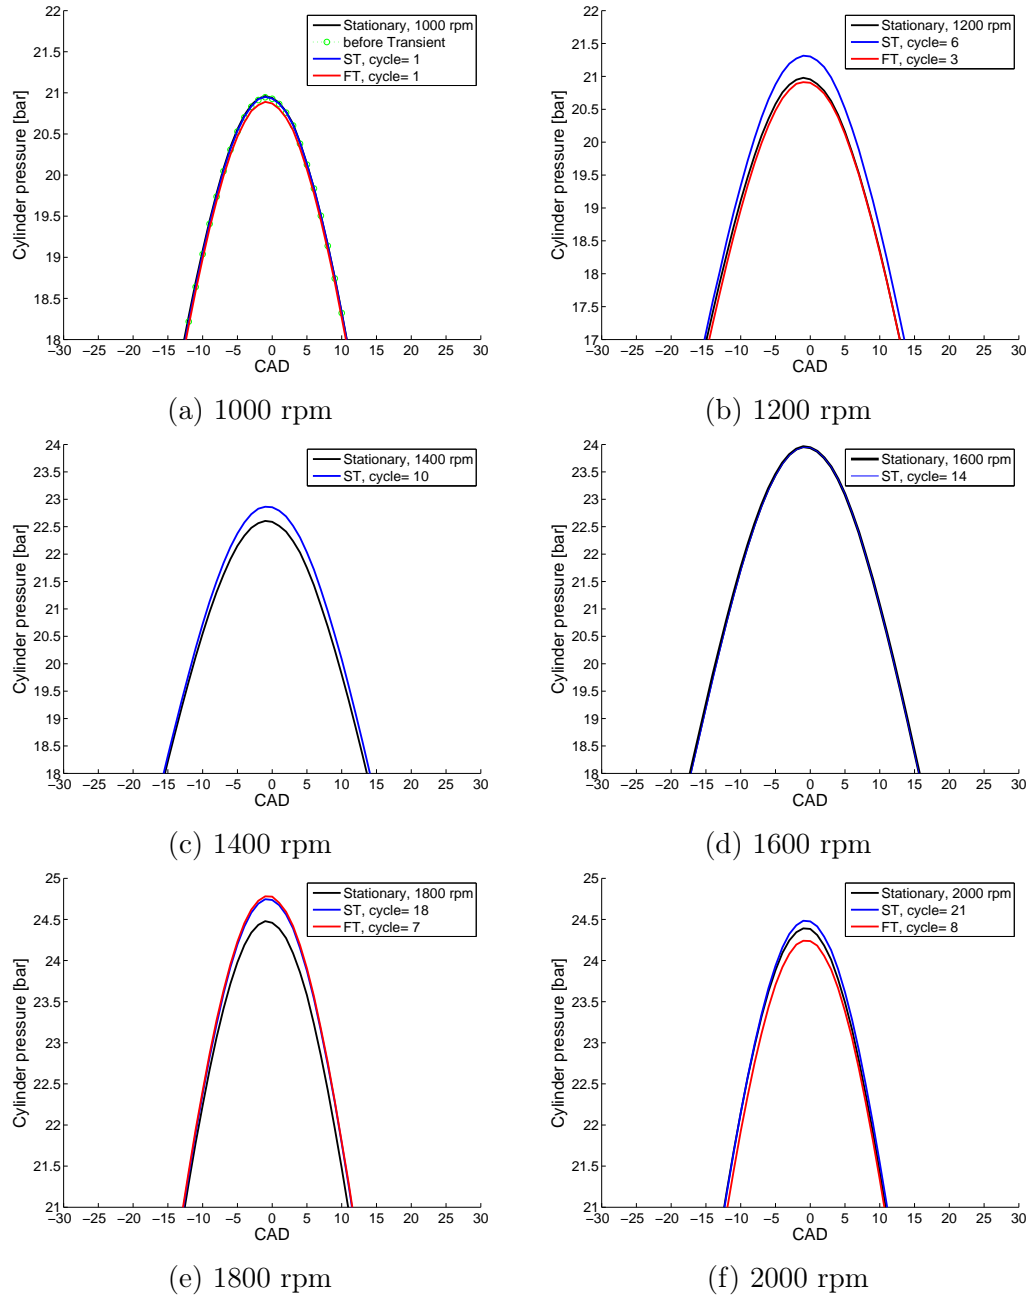 22
21.5
21
20.5
20
19.5
19
18.5
18
Cylinder pressure [bar]
−30 −25 −20 −15 −10 −5 0 5 10 15 20 25 30
CAD
Stationary, 1000 rpm
before Transient
ST, cycle= 1
FT, cycle= 1
(a) 1000 rpm
22
21
20
19
18
17
Cylinder pressure [bar]
−30 −25 −20 −15 −10 −5 0 5 10 15 20 25 30
CAD
Stationary, 1200 rpm
ST, cycle= 6
FT, cycle= 3
(b) 1200 rpm
24
23.5
23
22.5
22
21.5
21
20.5
20
19.5
19
18.5
18
Cylinder pressure [bar]
−30 −25 −20 −15 −10 −5 0 5 10 15 20 25 30
CAD
Stationary, 1400 rpm
ST, cycle= 10
(c) 1400 rpm
24
23.5
23
22.5
22
21.5
21
20.5
20
19.5
19
18.5
18
Cylinder pressure [bar]
−30 −25 −20 −15 −10 −5 0 5 10 15 20 25 30
CAD
Stationary, 1600 rpm
ST, cycle= 14
(d) 1600 rpm
25
24.5
24
23.5
23
22.5
22
21.5
21
Cylinder pressure [bar]
−30 −25 −20 −15 −10 −5 0 5 10 15 20 25 30
CAD
Stationary, 1800 rpm
ST, cycle= 18
FT, cycle= 7
(e) 1800 rpm
25
24.5
24
23.5
23
22.5
22
21.5
21
Cylinder pressure [bar]
−30 −25 −20 −15 −10 −5 0 5 10 15 20 25 30
CAD
Stationary, 2000 rpm
ST, cycle= 21
FT, cycle= 8
(f) 2000 rpm